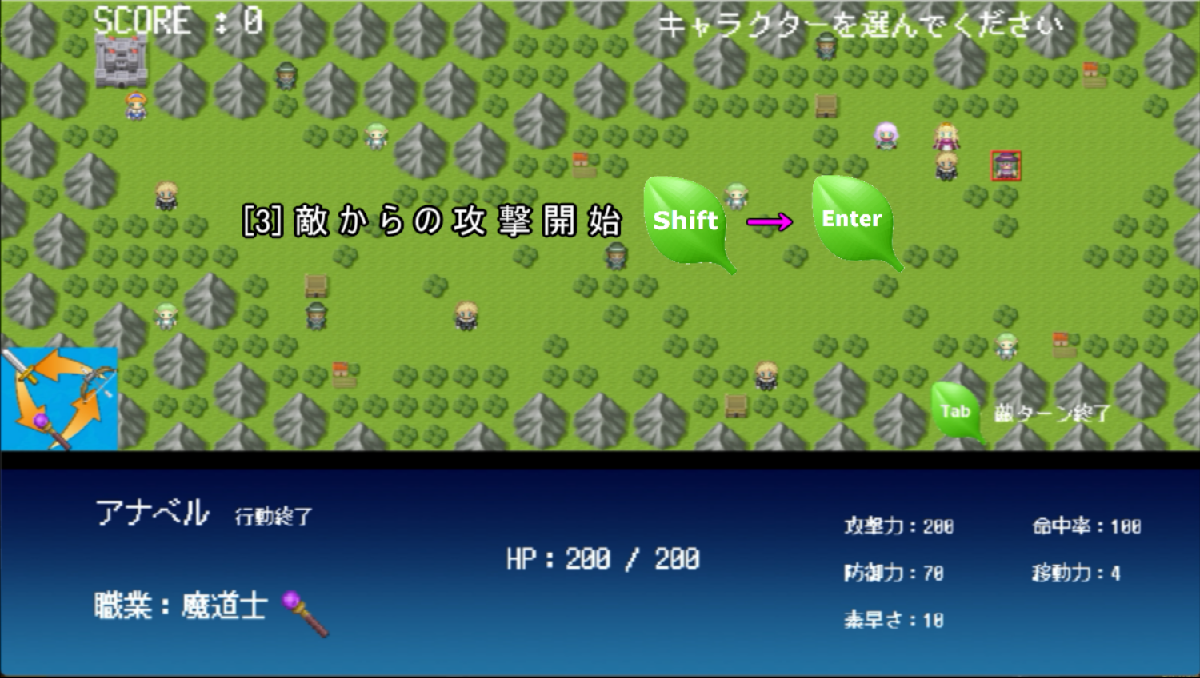 SCORE : 0
キャラクターを選んでください
[3] 敵からの攻撃開始 Shift Enter
Tab 敵ターン終了
アナベル 行動終了
HP：200 / 200
職業：魔道士
攻撃力：200 命中率：100
防御力：70 移動力：4
素早さ：10